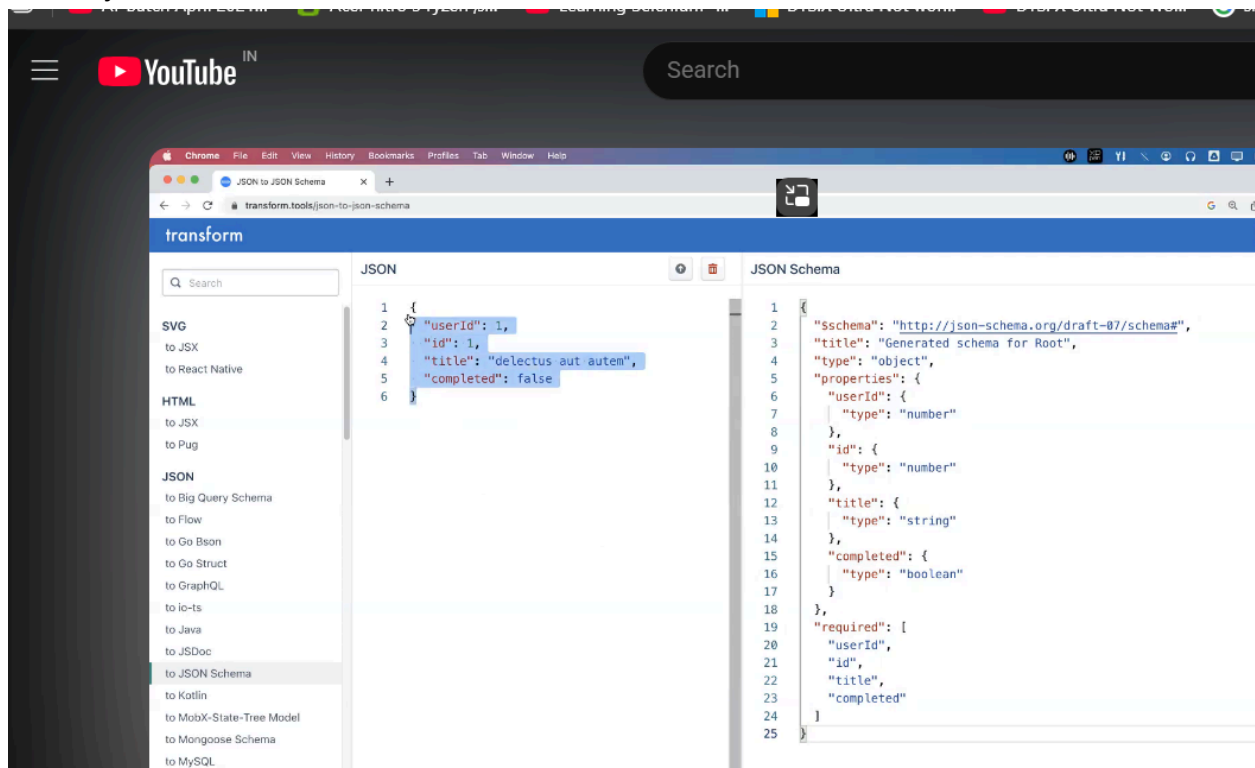 YouTube IN
Search
Chrome File Edit View History Bookmarks Profiles Tab Window Help
JSON to JSON Schema
transform.tools/json-to-json-schema
transform
Search
SVG
to JSX
to React Native
HTML
to JSX
to Pug
JSON
to Big Query Schema
to Flow
to Go Bson
to Go Struct
to GraphQL
to io-ts
to Java
to JSDoc
to JSON Schema
to Kotlin
to MobX-State-Tree Model
to Mongoose Schema
to MySQL
JSON
1 {
2 "userId": 1,
3 "id": 1,
4 "title": "delectus aut autem",
5 "completed": false
6 }
JSON Schema
1 {
2 "$schema": "http://json-schema.org/draft-07/schema#",
3 "title": "Generated schema for Root",
4 "type": "object",
5 "properties": {
6 "userId": {
7 "type": "number"
8 },
9 "id": {
10 "type": "number"
11 },
12 "title": {
13 "type": "string"
14 },
15 "completed": {
16 "type": "boolean"
17 }
18 },
19 "required": [
20 "userId",
21 "id",
22 "title",
23 "completed"
24 ]
25 }